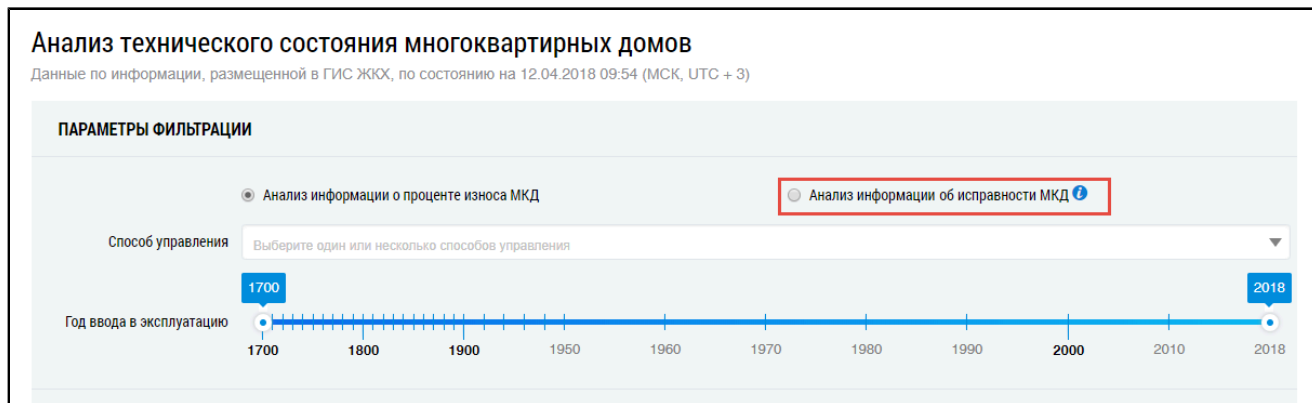 Анализ технического состояния многоквартирных домов
Данные по информации, размещенной в ГИС ЖКХ, по состоянию на 12.04.2018 09:54 (МСК, UTC + 3)
ПАРАМЕТРЫ ФИЛЬТРАЦИИ
Анализ информации о проценте износа МКД Анализ информации об исправности МКД i
Способ управления Выберите один или несколько способов управления
1700 2018
Год ввода в эксплуатацию
1700 1800 1900 1950 1960 1970 1980 1990 2000 2010 2018